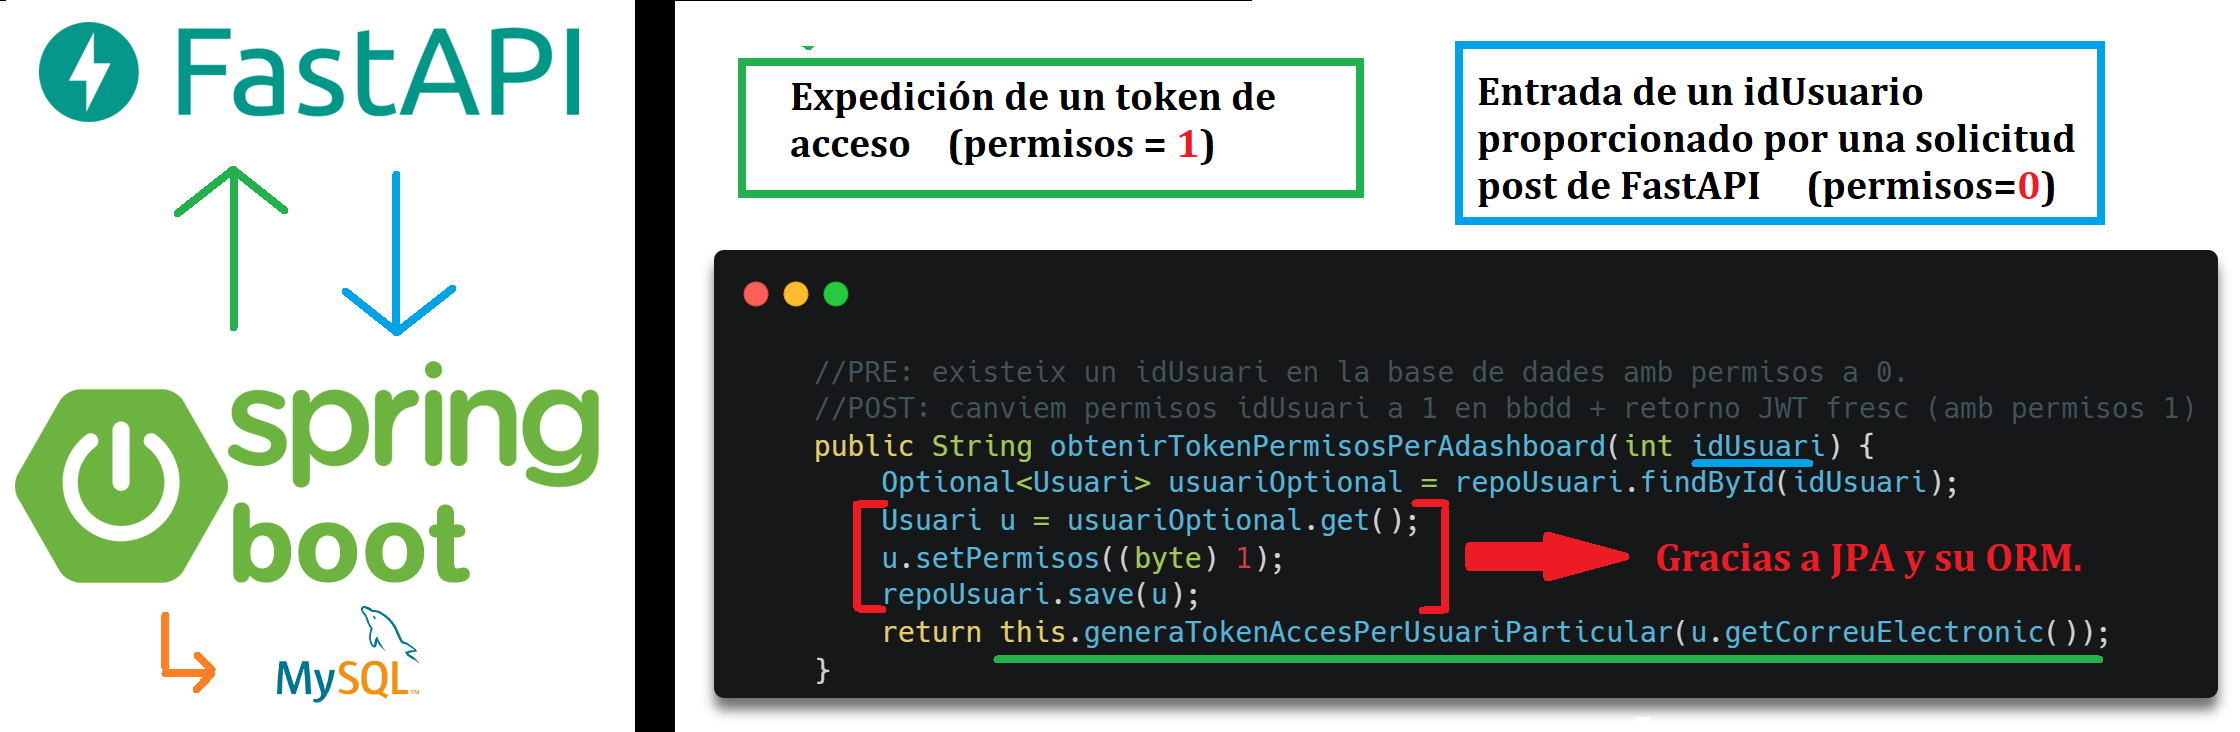 FastAPI
spring
boot
MySQL™
Expedición de un token de
acceso (permisos = 1)
Entrada de un idUsuario
proporcionado por una solicitud
post de FastAPI (permisos=0)
//PRE: existeix un idUsuari en la base de dades amb permisos a 0.
//POST: canviem permisos idUsuari a 1 en bbdd + retorno JWT fresc (amb permisos 1)
public String obtenirTokenPermisosPerAdashboard(int idUsuari) {
Optional<Usuari> usuariOptional = repoUsuari.findById(idUsuari);
Usuari u = usuariOptional.get();
u.setPermisos((byte) 1);
repoUsuari.save(u);
Gracias a JPA y su ORM.
return this.generaTokenAccesPerUsuariParticular(u.getCorreuElectronic());
}